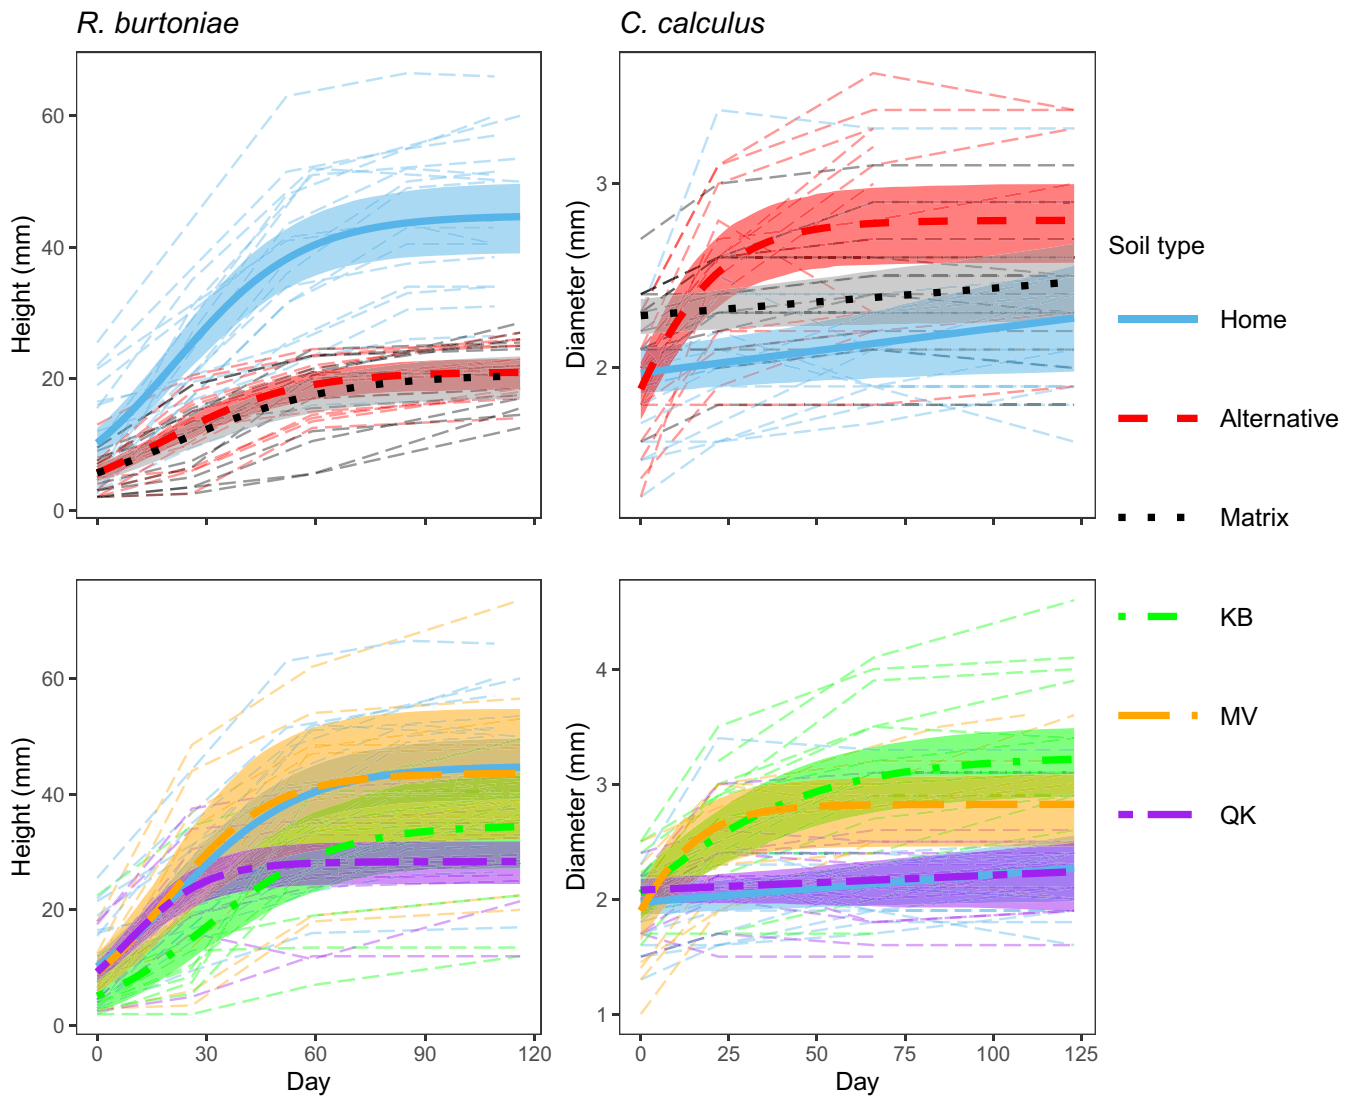 R. burtoniae
C. calculus
Height (mm)
60
40
20
0
Diameter (mm)
3
2
Soil type
Home
Alternative
Matrix
KB
MV
QK
Height (mm)
60
40
20
0
0 30 60 90 120
Day
Diameter (mm)
4
3
2
1
0 25 50 75 100 125
Day